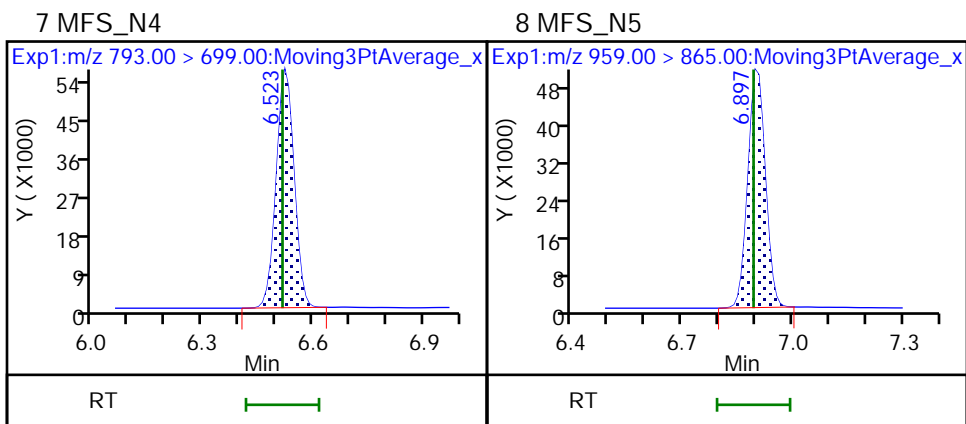 7 MFS_N4
Exp1:m/z 793.00 > 699.00:Moving3PtAverage_x
6.523
Y ( X1000)
54
45
36
27
18
9
0
6.0 6.3 6.6 6.9
Min
RT
8 MFS_N5
Exp1:m/z 959.00 > 865.00:Moving3PtAverage_x
6.897
Y ( X1000)
48
40
32
24
16
8
0
6.4 6.7 7.0 7.3
Min
RT